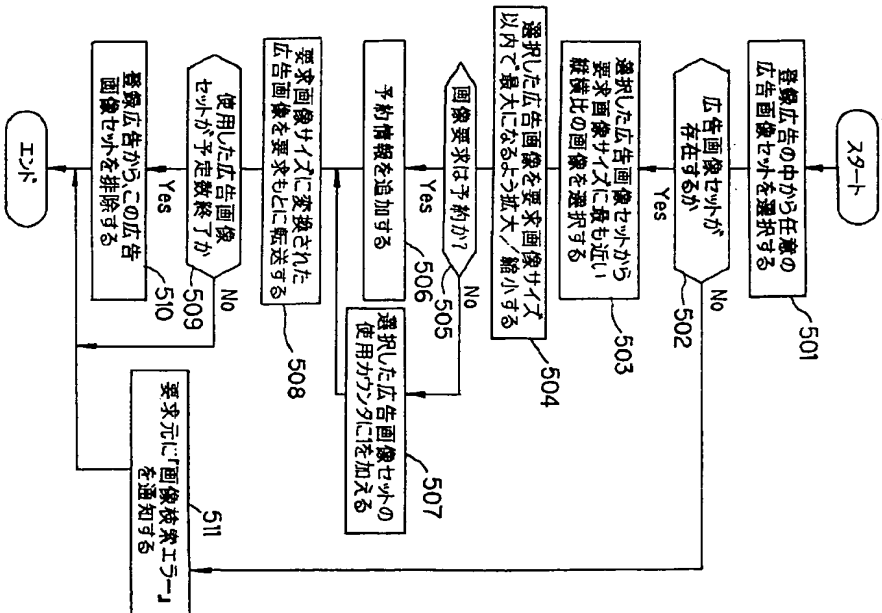 スタート
登録広告の中から任意の
広告画像セットを選択する
501
広告画像セットが
存在するか
502
No
Yes
選択した広告画像セットから
要求画像サイズに最も近い
縦横比の画像を選択する
503
選択した広告画像を要求画像サイズ
以内で最大になるよう拡大/縮小する
504
画像要求は予約か?
505
No
Yes
予約情報を追加する
506
選択した広告画像セットの
使用カウンタに1を加える
507
要求画像サイズに変換された
広告画像を要求もとに転送する
508
使用した広告画像
セットが予定数終了か
509
No
Yes
登録広告から、この広告
画像セットを排除する
510
要求元に「画像検索エラー」
を通知する
511
エンド